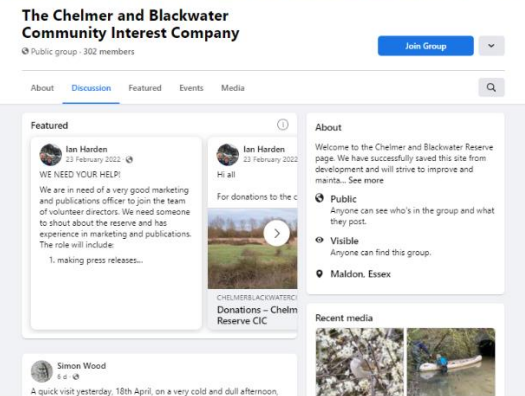 The Chelmer and Blackwater
Community Interest Company
Public group · 302 members
Join Group
About
Discussion
Featured
Events
Media
Featured
Ian Harden
23 February 2022 ·
WE NEED YOUR HELP!
We are in need of a very good marketing
and publications officer to join the team
of volunteer directors. We need someone
to shout about the reserve and has
experience in marketing and publications.
The role will include:
1. making press releases...
Ian Harden
23 February 2022
Hi all
For donations to the c
CHELMERBLACKWATERCI
Donations – Chelm
Reserve CIC
Simon Wood
6 d ·
A quick visit yesterday, 18th April, on a very cold and dull afternoon,
About
Welcome to the Chelmer and Blackwater Reserve
page. We have successfully saved this site from
development and will strive to improve and
mainta... See more
Public
Anyone can see who's in the group and what
they post.
Visible
Anyone can find this group.
Maldon, Essex
Recent media